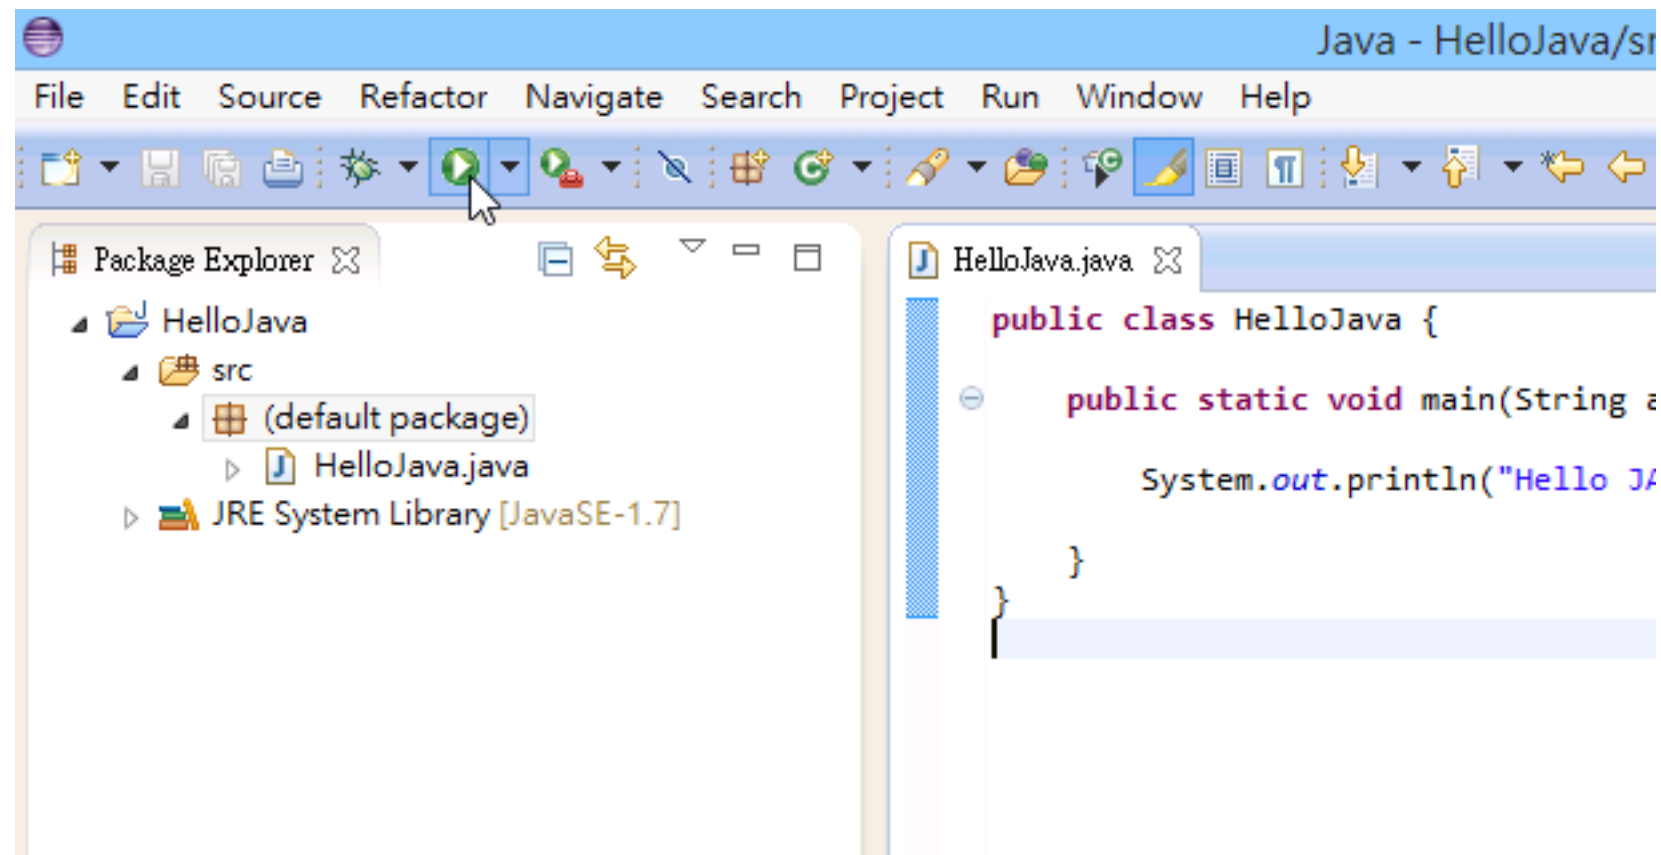 Java - HelloJava/sr
File Edit Source Refactor Navigate Search Project Run Window Help
Package Explorer
HelloJava
src
(default package)
HelloJava.java
JRE System Library [JavaSE-1.7]
HelloJava.java
public class HelloJava {
public static void main(String a
System.out.println("Hello JA
}
}